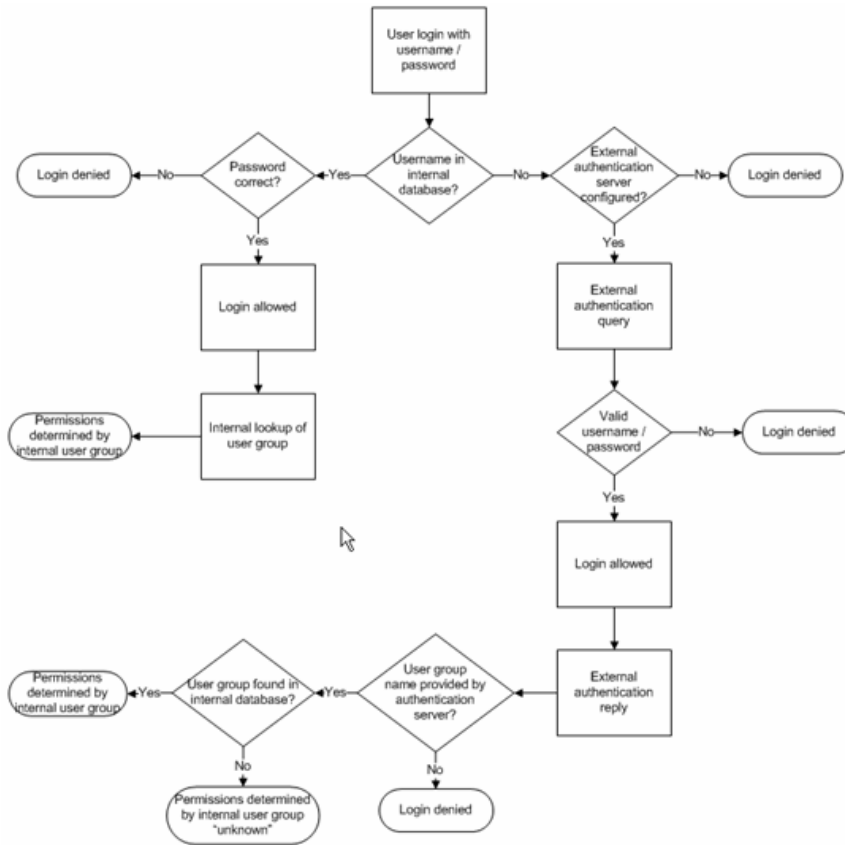 User login with
username /
password
Login denied
No
Password
correct?
Yes
Username in
internal
database?
No
External
authentication
server
configured?
No
Login denied
Yes
Yes
Login allowed
External
authentication
query
Permissions
determined by
internal user group
Internal lookup of
user group
Valid
username /
password
No
Login denied
Yes
Login allowed
Permissions
determined by
internal user group
Yes
User group found in
internal database?
Yes
User group
name provided by
authentication
server?
External
authentication
reply
No
No
Permissions determined
by internal user group
"unknown"
Login denied